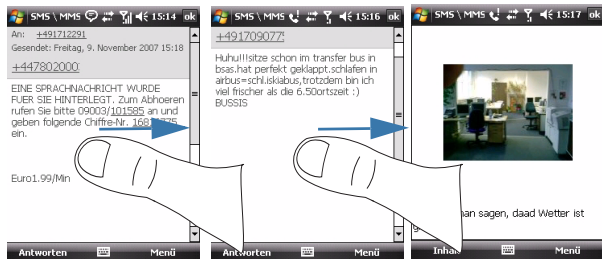 SMS \ MMS 15:14 ok
An: +491712291
Gesendet: Freitag, 9. November 2007 15:18
+447802000
EINE SPRACHNACHRICHT WURDE
FUER SIE HINTERLEGT. Zum Abhoeren
rufen Sie bitte 09003/101585 an und
geben folgende Chiffre-Nr.
ein.
Euro1.99/Min
Antworten Menü
SMS \ MMS 15:16 ok
Huhu!!!sitze schon im transfer bus in
bsas.hat perfekt geklappt.schlafen in
airbus=schl.iskiabus,trotzdem bin ich
viel frischer als die 6.50ortszeit :)
BUSSIS
Antworten Menü
SMS \ MMS 15:17 ok
sagen, daad Wetter ist
Menü